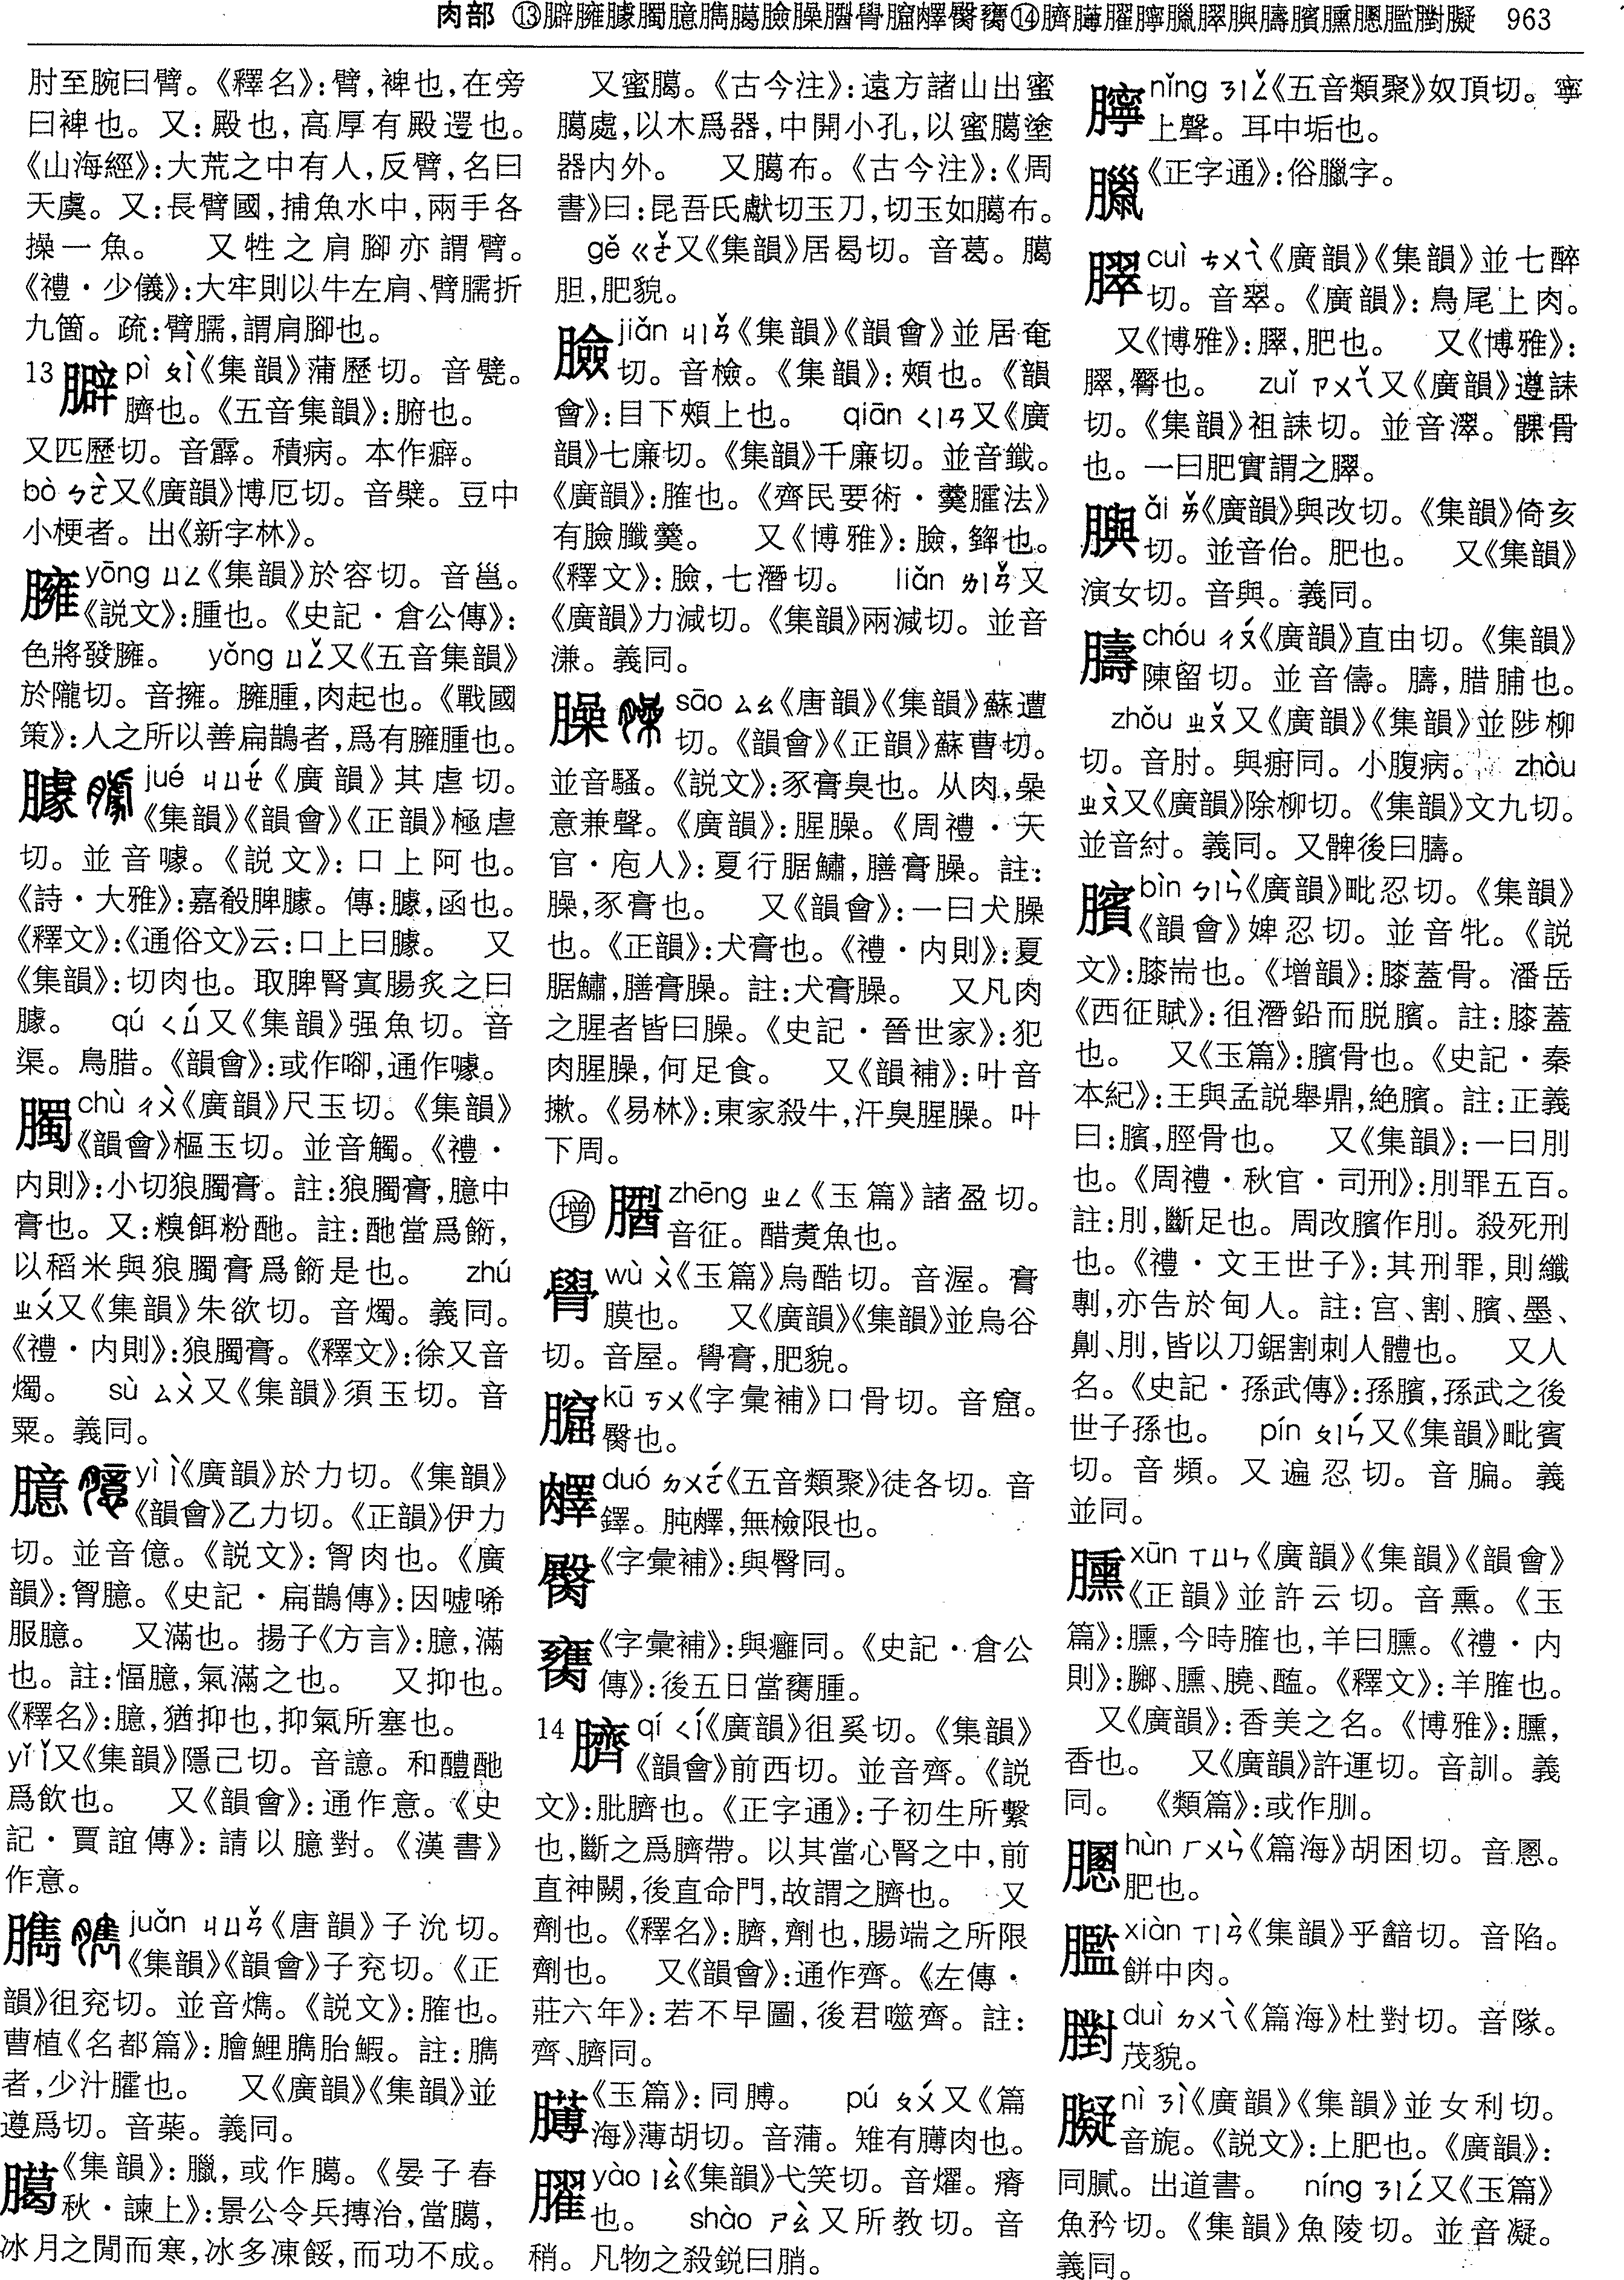 肉部 ⑬臂臃臄臅臆臇臈臉臊⑭臍臛臑臘臎臏 963
肘至腕曰臂。《釋名》:臂,裨也,在旁
曰裨也。又:殿也,高厚有殿遌也。
《山海經》:大荒之中有人,反臂,名曰
天虞。又:長臂國,捕魚水中,兩手各
操一魚。 又牲之肩腳亦謂臂。
《禮·少儀》:大牢則以牛左肩、臂臑折
九箇。疏:臂臑,謂肩腳也。
13 䑀 pì ㄆㄧˋ《集韻》蒲歷切。音甓。
臍也。《五音集韻》:腑也。
又匹歷切。音霹。積病。本作癖。
bò ㄅㄛˋ又《廣韻》博厄切。音檗。豆中
小梗者。出《新字林》。
臃 yōng ㄩㄥ《集韻》於容切。音邕。
《説文》:腫也。《史記·倉公傳》:
色將發臃。 yǒng ㄩㄥˇ又《五音集韻》
於隴切。音擁。臃腫,肉起也。《戰國
策》:人之所以善扁鵲者,爲有臃腫也。
臄 jué ㄐㄩㄝˊ《廣韻》其虐切。
《集韻》《韻會》《正韻》極虐
切。並音噱。《説文》:口上阿也。
《詩·大雅》:嘉殽脾臄。傳:臄,函也。
《釋文》:《通俗文》云:口上曰臄。 又
《集韻》:切肉也。取脾腎寘腸炙之曰
臄。 qú ㄑㄩˊ又《集韻》强魚切。音
渠。鳥腊。《韻會》:或作㖸,通作噱。
臅 chù ㄔㄨˋ《廣韻》尺玉切。《集韻》
《韻會》樞玉切。並音觸。《禮·
内則》:小切狼臅膏。註:狼臅膏,臆中
膏也。又:糗餌粉酏。註:酏當爲䬳,
以稻米與狼臅膏爲䬳是也。 zhú
ㄓㄨˊ又《集韻》朱欲切。音燭。義同。
《禮·内則》:狼臅膏。《釋文》:徐又音
燭。 sù ㄙㄨˋ又《集韻》須玉切。音
粟。義同。
臆 yì ㄧˋ《廣韻》於力切。《集韻》
《韻會》乙力切。《正韻》伊力
切。並音億。《説文》:胷肉也。《廣
韻》:胷臆。《史記·扁鵲傳》:因噓唏
服臆。 又滿也。揚子《方言》:臆,滿
也。註:愊臆,氣滿之也。 又抑也。
《釋名》:臆,猶抑也,抑氣所塞也。
yǐ ㄧˇ又《集韻》隱己切。音譩。和醴酏
爲飲也。 又《韻會》:通作意。《史
記·賈誼傳》:請以臆對。《漢書》
作意。
臇 juǎn ㄐㄩㄢˇ《唐韻》子沇切。
《集韻》《韻會》子兖切。《正
韻》徂兖切。並音㷷。《説文》:臛也。
曹植《名都篇》:膾鯉臇胎鰕。註:臇
者,少汁臛也。 又《廣韻》《集韻》並
遵爲切。音蕤。義同。
臈 《集韻》:臘,或作臈。《晏子春
秋·諫上》:景公令兵摶治,當臈,
冰月之閒而寒,冰多凍餒,而功不成。
又蜜臈。《古今注》:遠方諸山出蜜
臈處,以木爲器,中開小孔,以蜜臈塗
器内外。 又臈布。《古今注》:《周
書》曰:昆吾氏獻切玉刀,切玉如臈布。
gě ㄍㄜˇ又《集韻》居曷切。音葛。臈
胆,肥貌。
臉 jiǎn ㄐㄧㄢˇ《集韻》《韻會》並居奄
切。音檢。《集韻》:頰也。《韻
會》:目下頰上也。 qiān ㄑㄧㄢ又《廣
韻》七廉切。《集韻》千廉切。並音籤。
《廣韻》:臛也。《齊民要術·羹臛法》
有臉臘羹。 又《博雅》:臉,𦠄也。
《釋文》:臉,七潛切。 liǎn ㄌㄧㄢˇ又
《廣韻》力減切。《集韻》兩減切。並音
溓。義同。
臊 sāo ㄙㄠ《唐韻》《集韻》蘇遭
切。《韻會》《正韻》蘇曹切。
並音騷。《説文》:豕膏臭也。从肉,喿
意兼聲。《廣韻》:腥臊。《周禮·天
官·庖人》:夏行腒鱐,膳膏臊。註:
臊,豕膏也。 又《韻會》:一曰犬臊
也。《正韻》:犬膏也。《禮·内則》:夏
腒鱐,膳膏臊。註:犬膏臊。 又凡肉
之腥者皆曰臊。《史記·晉世家》:犯
肉腥臊,何足食。 又《韻補》:叶音
漱。《易林》:東家殺牛,汙臭腥臊。叶
下周。
㊞增 zhēng ㄓㄥ《玉篇》諸盈切。
音征。醋煑魚也。
wù ㄨˋ《玉篇》烏酷切。音渥。膏
膜也。 又《廣韻》《集韻》並烏谷
切。音屋。膏,肥貌。
kū ㄎㄨ《字彙補》口骨切。音窟。
臀也。
duó ㄉㄨㄛˊ《五音類聚》徒各切。音
鐸。肫,無檢限也。
《字彙補》:與臀同。
《字彙補》:與癰同。《史記·倉公
傳》:後五日當腫。
14 臍 qí ㄑㄧˊ《廣韻》徂奚切。《集韻》
《韻會》前西切。並音齊。《説
文》:肶臍也。《正字通》:子初生所繫
也,斷之爲臍帶。以其當心腎之中,前
直神闕,後直命門,故謂之臍也。 又
劑也。《釋名》:臍,劑也,腸端之所限
劑也。 又《韻會》:通作齊。《左傳·
莊六年》:若不早圖,後君噬齊。註:
齊、臍同。
《玉篇》:同膊。 pú ㄆㄨˊ又《篇
海》薄胡切。音蒲。雉有肉也。
yào ㄧㄠˋ《集韻》弋笑切。音燿。瘠
也。 shào ㄕㄠˋ又所教切。音
稍。凡物之殺鋭曰䏴。
nǐng ㄋㄧㄥˇ《五音類聚》奴頂切。寧
上聲。耳中垢也。
《正字通》:俗臘字。
臎 cuì ㄘㄨㄟˋ《廣韻》《集韻》並七醉
切。音翠。《廣韻》:鳥尾上肉。
又《博雅》:臎,肥也。 又《博雅》:
臎,臀也。 zuǐ ㄗㄨㄟˇ又《廣韻》遵誄
切。《集韻》祖誄切。並音濢。髁骨
也。一曰肥實謂之臎。
ǎi ㄞˇ《廣韻》與改切。《集韻》倚亥
切。並音佁。肥也。 又《集韻》
演女切。音與。義同。
chóu ㄔㄡˊ《廣韻》直由切。《集韻》
陳留切。並音儔。腊脯也。
zhǒu ㄓㄡˇ又《廣韻》《集韻》並陟柳
切。音肘。與疛同。小腹病。 zhòu
ㄓㄡˋ又《廣韻》除柳切。《集韻》文九切。
並音紂。義同。又髀後曰。
臏 bìn ㄅㄧㄣˋ《廣韻》毗忍切。《集韻》
《韻會》婢忍切。並音牝。《説
文》:膝耑也。《增韻》:膝蓋骨。潘岳
《西征賦》:徂潛鉛而脱臏。註:膝蓋
也。 又《玉篇》:臏骨也。《史記·秦
本紀》:王與孟説舉鼎,絶臏。註:正義
曰:臏,脛骨也。 又《集韻》:一曰刖
也。《周禮·秋官·司刑》:刖罪五百。
註:刖,斷足也。周改臏作刖。殺死刑
也。《禮·文王世子》:其刑罪,則纖
剸,亦告於甸人。註:宫、割、臏、墨、
劓、刖,皆以刀鋸割刺人體也。 又人
名。《史記·孫武傳》:孫臏,孫武之後
世子孫也。 pín ㄆㄧㄣˊ又《集韻》毗賓
切。音頻。又遍忍切。音。義
並同。
臐 xūn ㄒㄩㄣ《廣韻》《集韻》《韻會》
《正韻》並許云切。音熏。《玉
篇》:臐,今時臛也,羊曰臐。《禮·内
則》:膷、臐、膮、醢。《釋文》:羊臛也。
又《廣韻》:香美之名。《博雅》:臐,
香也。 又《廣韻》許運切。音訓。義
同。 《類篇》:或作。
hùn ㄏㄨㄣˋ《篇海》胡困切。音慁。
肥也。
xiàn ㄒㄧㄢˋ《集韻》乎韽切。音陷。
餅中肉。
duì ㄉㄨㄟˋ《篇海》杜對切。音隊。
茂貌。
nì ㄋㄧˋ《廣韻》《集韻》並女利切。
音旎。《説文》:上肥也。《廣韻》:
同膩。出道書。 níng ㄋㄧㄥˊ又《玉篇》
魚矜切。《集韻》魚陵切。並音凝。
義同。